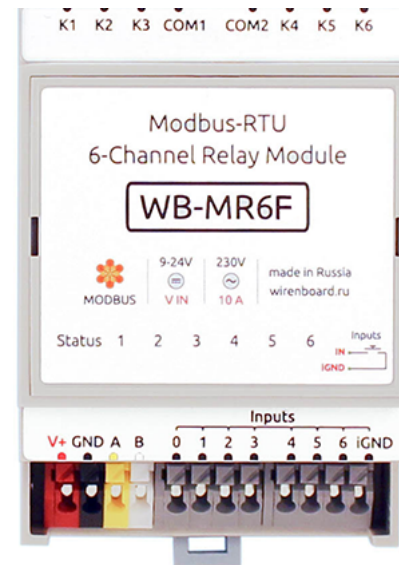 K1 K2 K3 COM1 COM2 K4 K5 K6
Modbus-RTU
6-Channel Relay Module
WB-MR6F
9-24V 230V
MODBUS V IN 10 A
made in Russia
wirenboard.ru
Status 1 2 3 4 5 6
Inputs
IN
iGND
Inputs
V+ GND A B 0 1 2 3 4 5 6 iGND